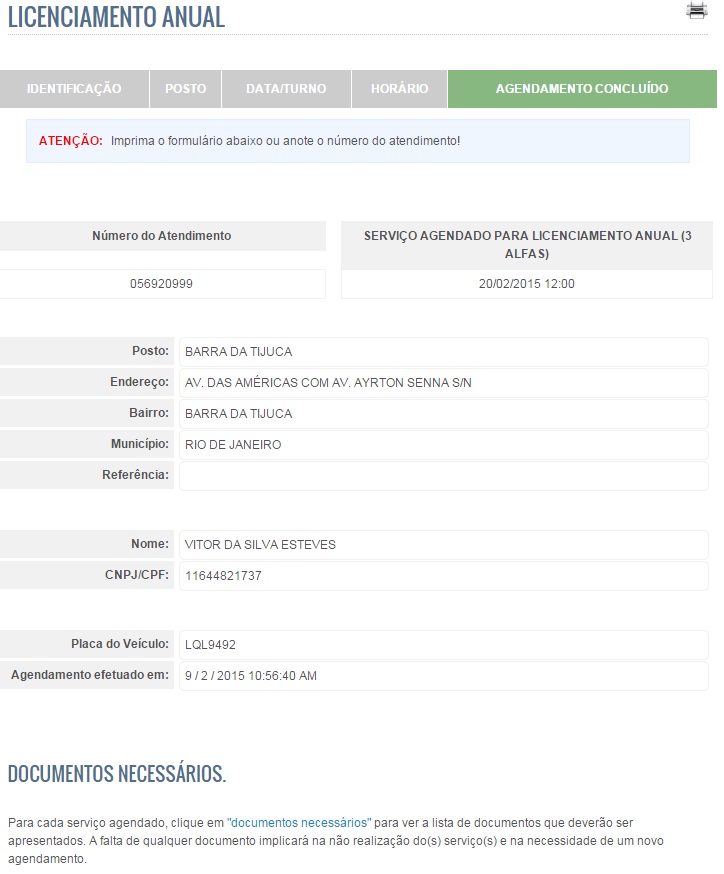 LICENCIAMENTO ANUAL
IDENTIFICAÇÃO POSTO DATA/TURNO HORÁRIO AGENDAMENTO CONCLUÍDO
ATENÇÃO: Imprima o formulário abaixo ou anote o número do atendimento!
Número do Atendimento
056920999
SERVIÇO AGENDADO PARA LICENCIAMENTO ANUAL (3
ALFAS)
20/02/2015 12:00
Posto: BARRA DA TIJUCA
Endereço: AV. DAS AMÉRICAS COM AV. AYRTON SENNA S/N
Bairro: BARRA DA TIJUCA
Município: RIO DE JANEIRO
Referência:
Nome: VITOR DA SILVA ESTEVES
CNPJ/CPF: 11644821737
Placa do Veículo: LQL9492
Agendamento efetuado em: 9 / 2 / 2015 10:56:40 AM
DOCUMENTOS NECESSÁRIOS.
Para cada serviço agendado, clique em "documentos necessários" para ver a lista de documentos que deverão ser
apresentados. A falta de qualquer documento implicará na não realização do(s) serviço(s) e na necessidade de um novo
agendamento.